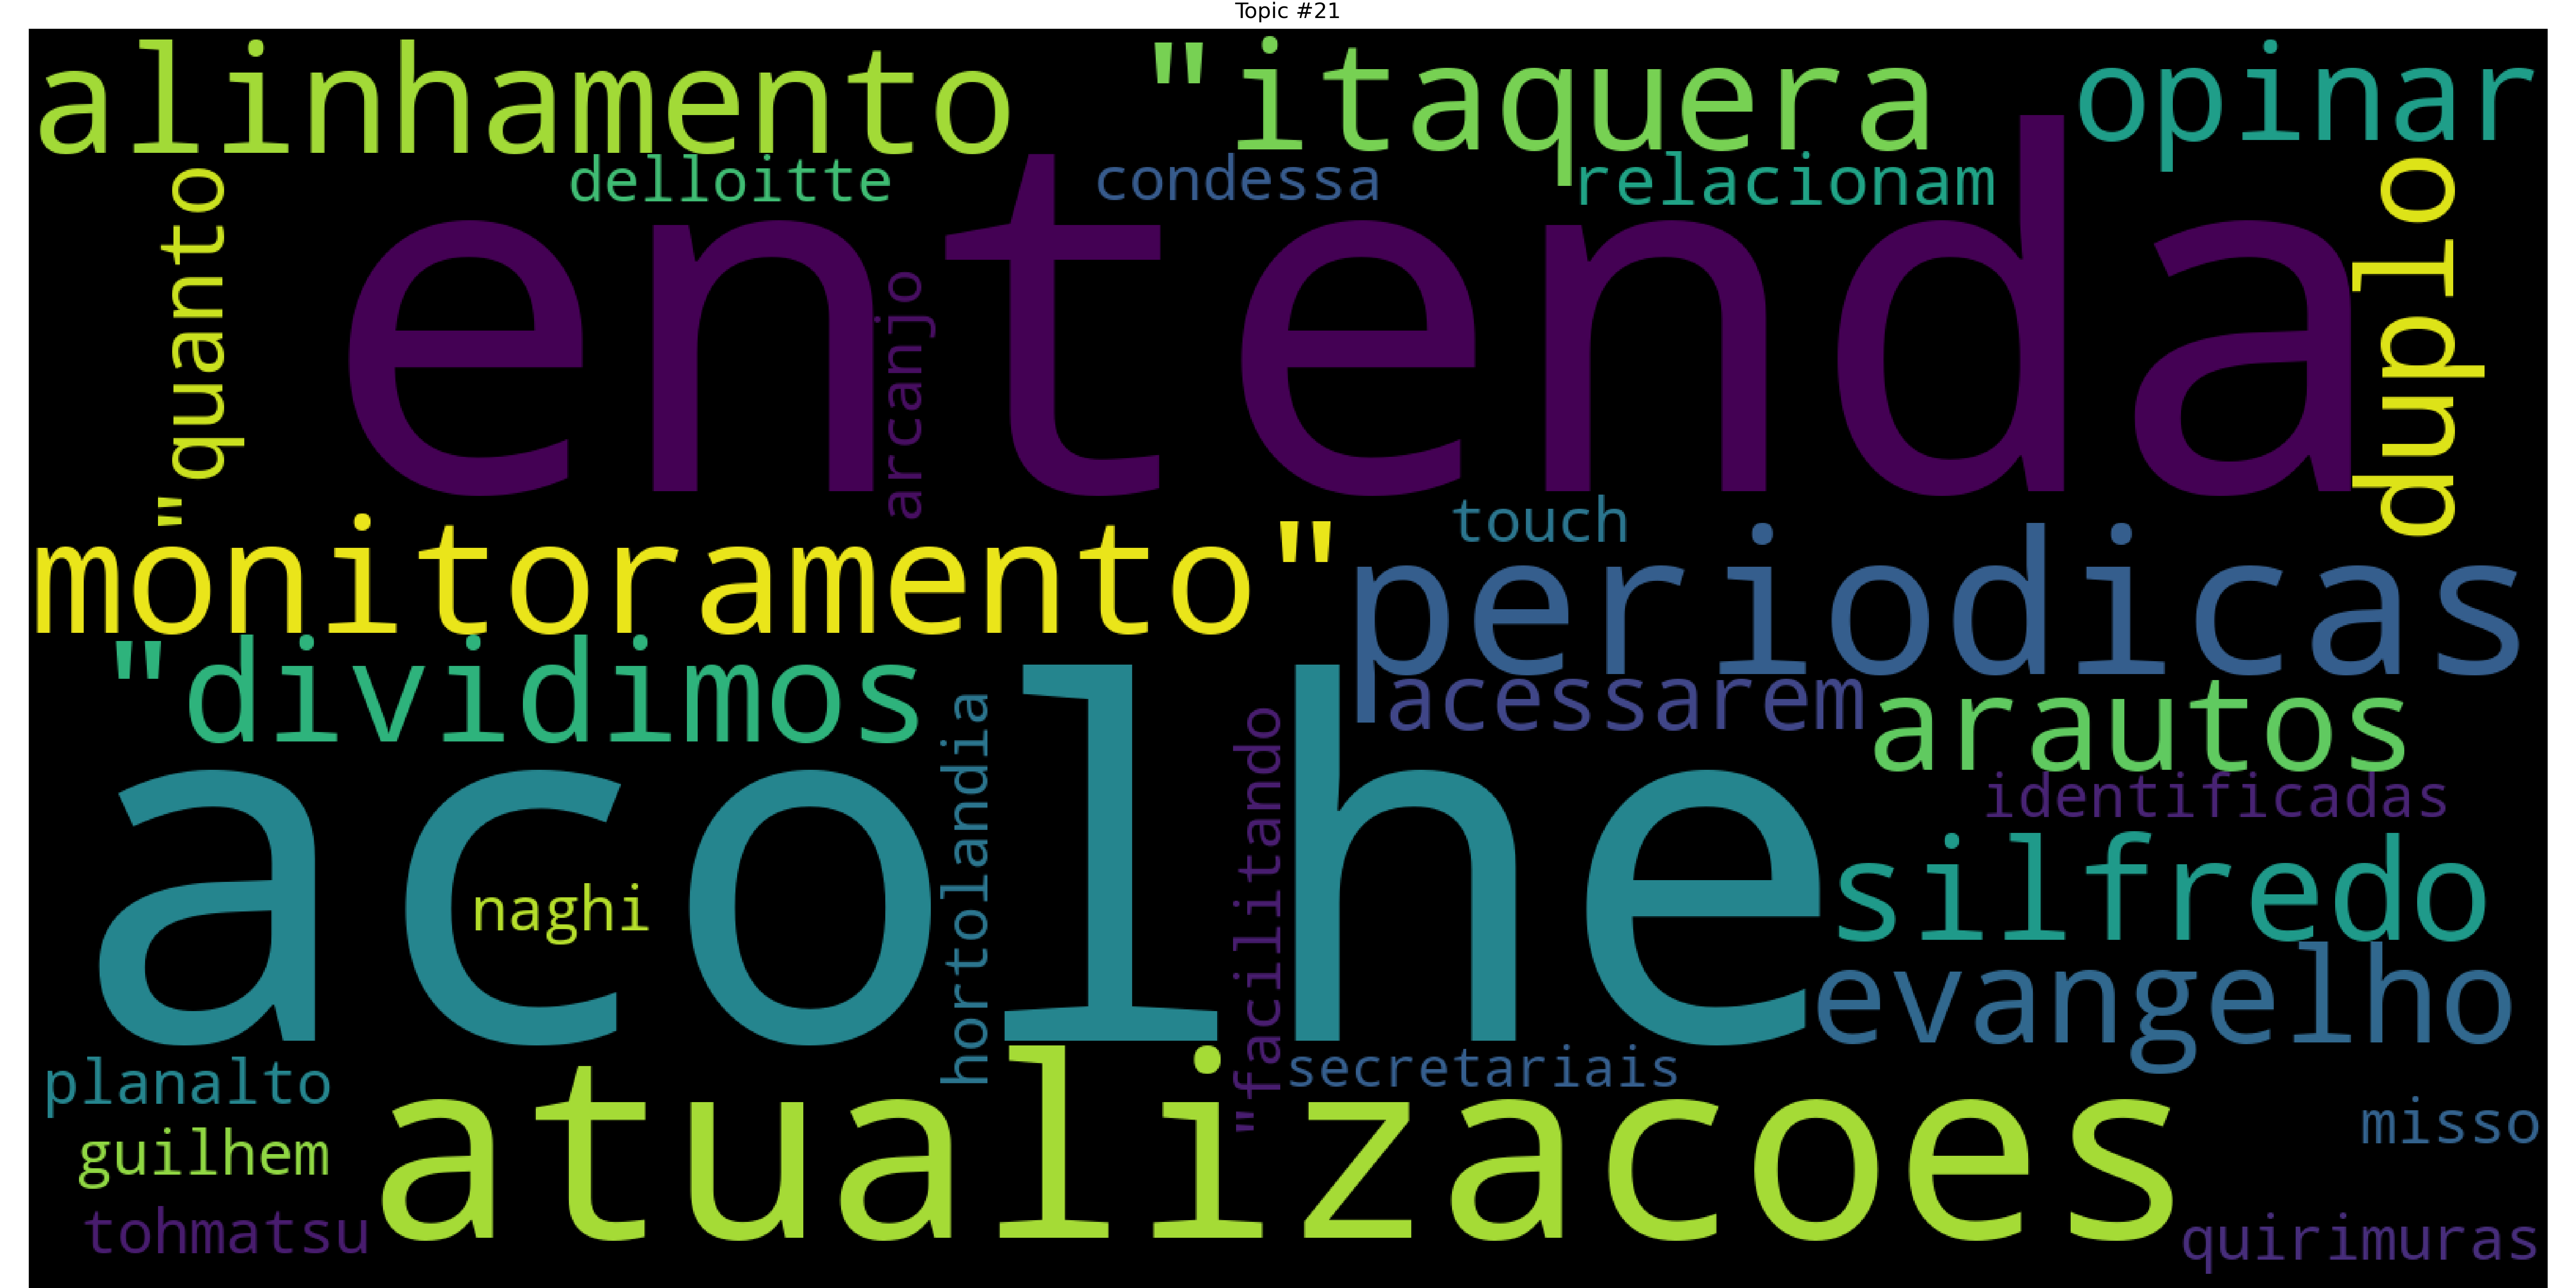 Topic #21
alinhamento
"itaquera
opinar
delloitte
condessa
relacionam
"quanto
entenda
duplo
arcanjo
touch
monitoramento"
periodicas
"dividimos
acessarem
arautos
hortolandia
"facilitando
identificadas
acolhe
naghi
silfredo
evangelho
planalto
secretariais
atualizacoes
guilhem
misso
tohmatsu
quirimuras